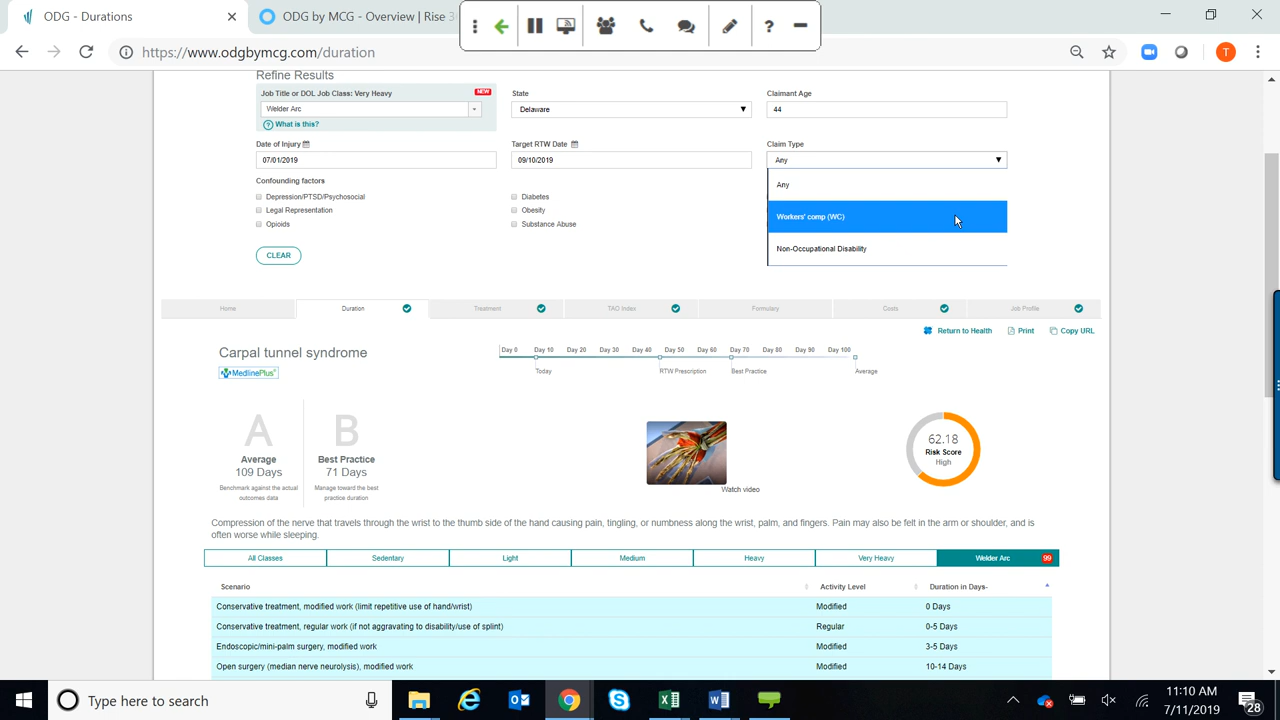 ODG - Durations
ODG by MCG - Overview | Rise 3
https://www.odgbymcg.com/duration
T
Refine Results
Job Title or DOL Job Class: Very Heavy NEW
Welder Arc
What is this?
State
Delaware
Claimant Age
44
Date of Injury
07/01/2019
Target RTW Date
09/10/2019
Claim Type
Any
Any
Workers' comp (WC)
Non-Occupational Disability
Confounding factors
Depression/PTSD/Psychosocial
Legal Representation
Opioids
Diabetes
Obesity
Substance Abuse
CLEAR
Home Duration Treatment TAO Index Formulary Costs Job Profile
Return to Health Print Copy URL
Carpal tunnel syndrome
MedlinePlus
Day 0 Day 10 Day 20 Day 30 Day 40 Day 50 Day 60 Day 70 Day 80 Day 90 Day 100
Today RTW Prescription Best Practice Average
A
Average
109 Days
Benchmark against the actual
outcomes data
B
Best Practice
71 Days
Manage toward the best
practice duration
Watch video
62.18
Risk Score
High
Compression of the nerve that travels through the wrist to the thumb side of the hand causing pain, tingling, or numbness along the wrist, palm, and fingers. Pain may also be felt in the arm or shoulder, and is
often worse while sleeping.
All Classes Sedentary Light Medium Heavy Very Heavy Welder Arc 99
Scenario Activity Level Duration in Days-
Conservative treatment, modified work (limit repetitive use of hand/wrist) Modified 0 Days
Conservative treatment, regular work (if not aggravating to disability/use of splint) Regular 0-5 Days
Endoscopic/mini-palm surgery, modified work Modified 3-5 Days
Open surgery (median nerve neurolysis), modified work Modified 10-14 Days
Type here to search
11:10 AM
7/11/2019
28